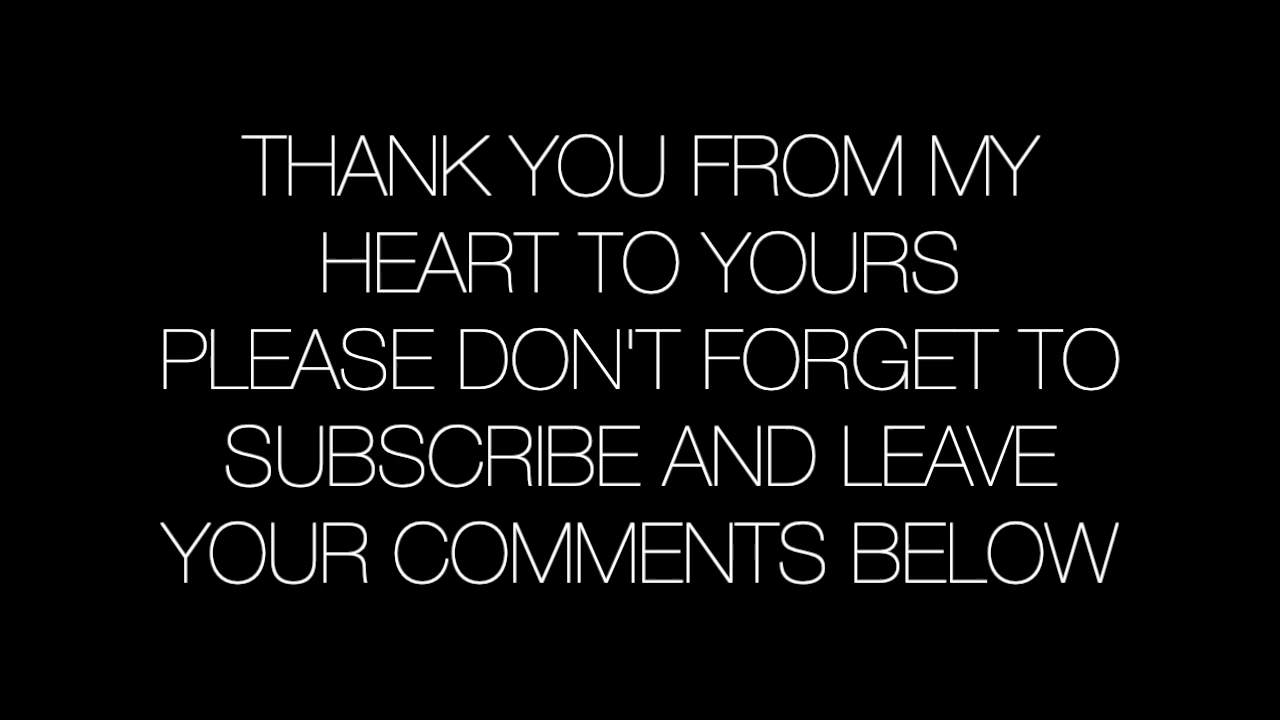 THANK YOU FROM MY
HEART TO YOURS
PLEASE DON'T FORGET TO
SUBSCRIBE AND LEAVE
YOUR COMMENTS BELOW